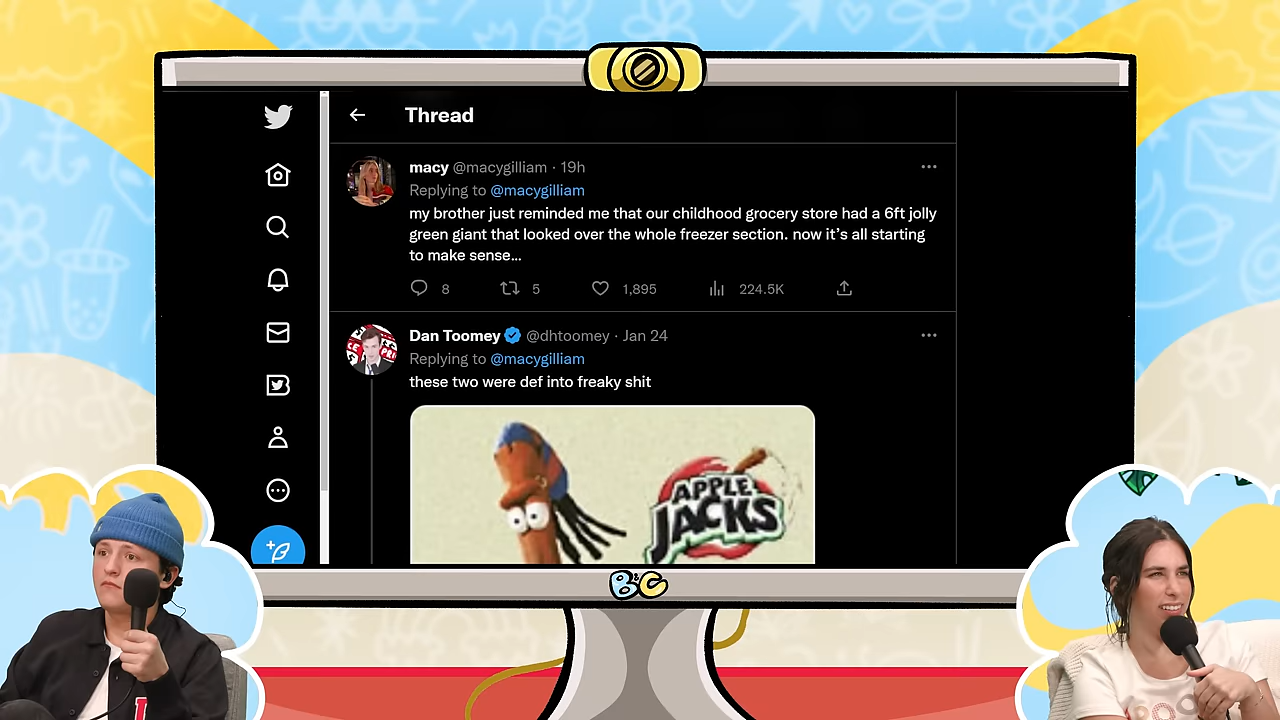 Thread
macy @macygilliam · 19h
Replying to @macygilliam
my brother just reminded me that our childhood grocery store had a 6ft jolly
green giant that looked over the whole freezer section. now it's all starting
to make sense...
8 5 1,895 224.5K
Dan Toomey @dhtoomey · Jan 24
Replying to @macygilliam
these two were def into freaky shit
APPLE
JACKS
B&C